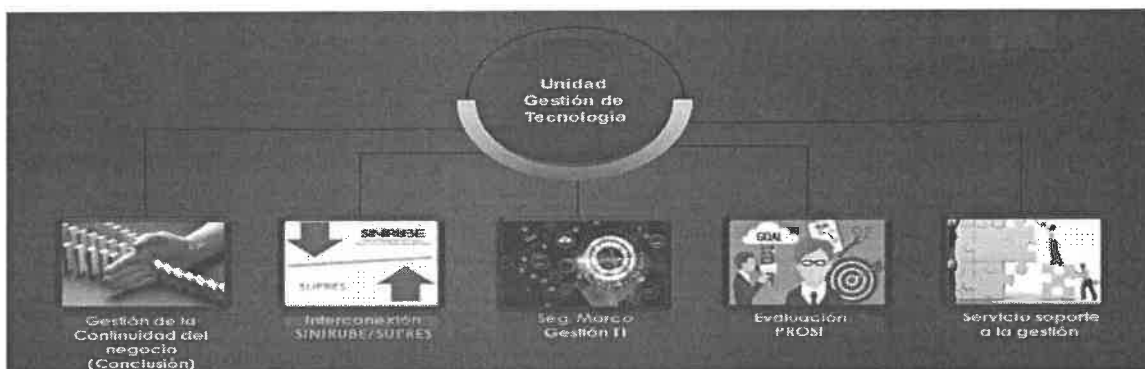 Unidad
Gestión de
Tecnología
SINIRUBE
SUPRES
GOAL
Gestión de la
Continuidad del
negocio
(Conclusión)
Interconexión
SINIRUBE/SUPRES
Seg Marco
Gestión TI
Evaluación
PROSI
Servicio soporte
a la gestión